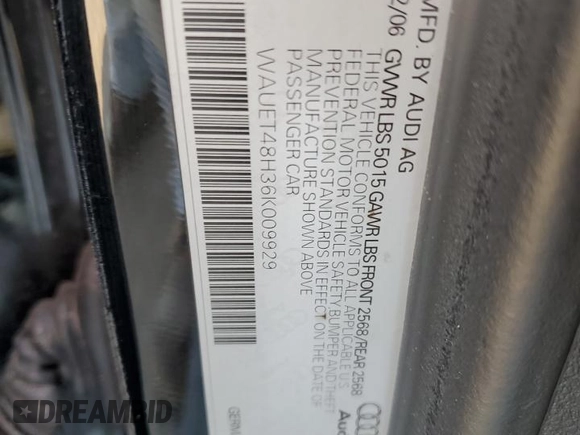 MFD. BY AUDI AG
2/06 GVWR LBS 5015 GAWR LBS FRONT 2568/REAR 2568
THIS VEHICLE CONFORMS TO ALL APPLICABLE U.S.
FEDERAL MOTOR VEHICLE SAFETY BUMPER AND THEFT
PREVENTION STANDARDS IN EFFECT ON THE DATE OF
MANUFACTURE SHOWN ABOVE
PASSENGER CAR
WAUET48H36K009929
DREAMBID